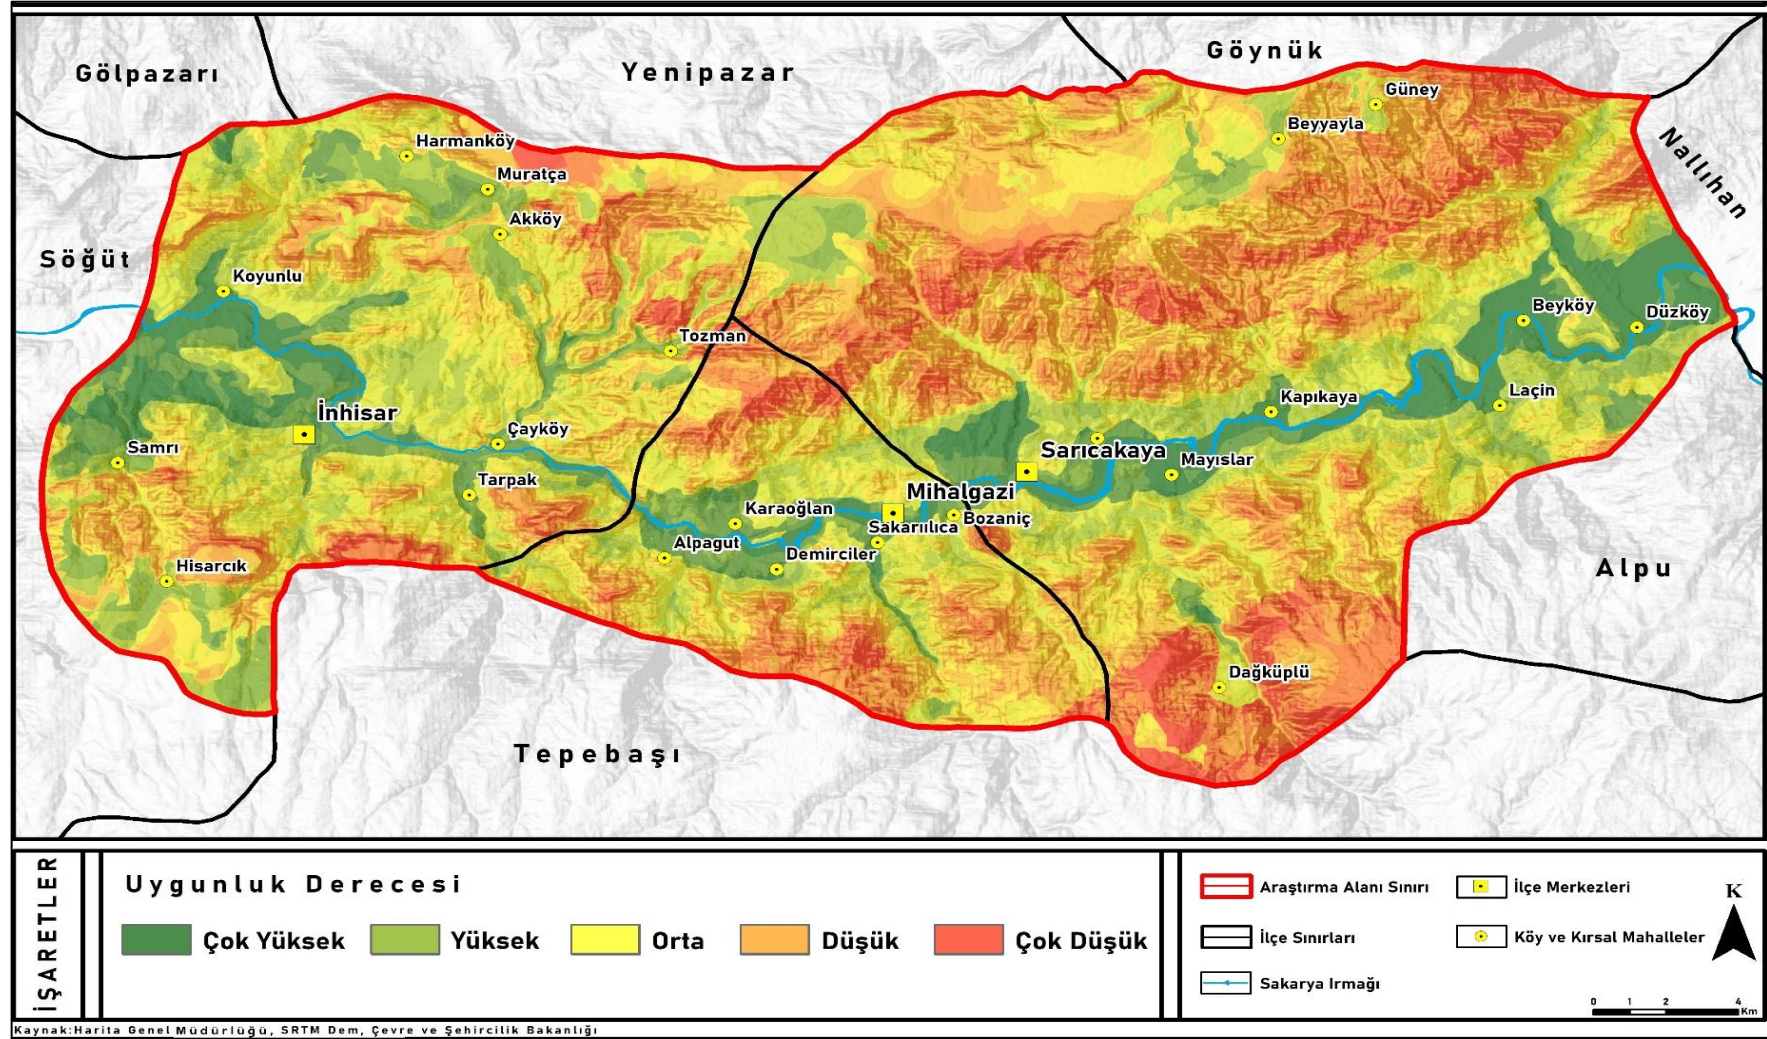 Göynük
Gölpazarı
Yenipazar
Güney
Beyyayla
Nallıhan
Harmanköy
Muratça
Akköy
Söğüt
Koyunlu
Beyköy
Düzköy
Tozman
Kapıkaya
Laçin
İnhisar
Çayköy
Samrı
Sarıcakaya
Mayıslar
Tarpak
Mihalgazi
Karaoğlan
Bozaniç
Sakarıılıca
Alpagut
Demirciler
Hisarcık
Alpu
Dağküplü
Tepebaşı
İŞARETLER
Uygunluk Derecesi
Çok Yüksek
Yüksek
Orta
Düşük
Çok Düşük
Araştırma Alanı Sınırı
İlçe Merkezleri
K
İlçe Sınırları
Köy ve Kırsal Mahalleler
Sakarya Irmağı
0 1 2 4
Km
Kaynak:Harita Genel Müdürlüğü, SRTM Dem, Çevre ve Şehircilik Bakanlığı